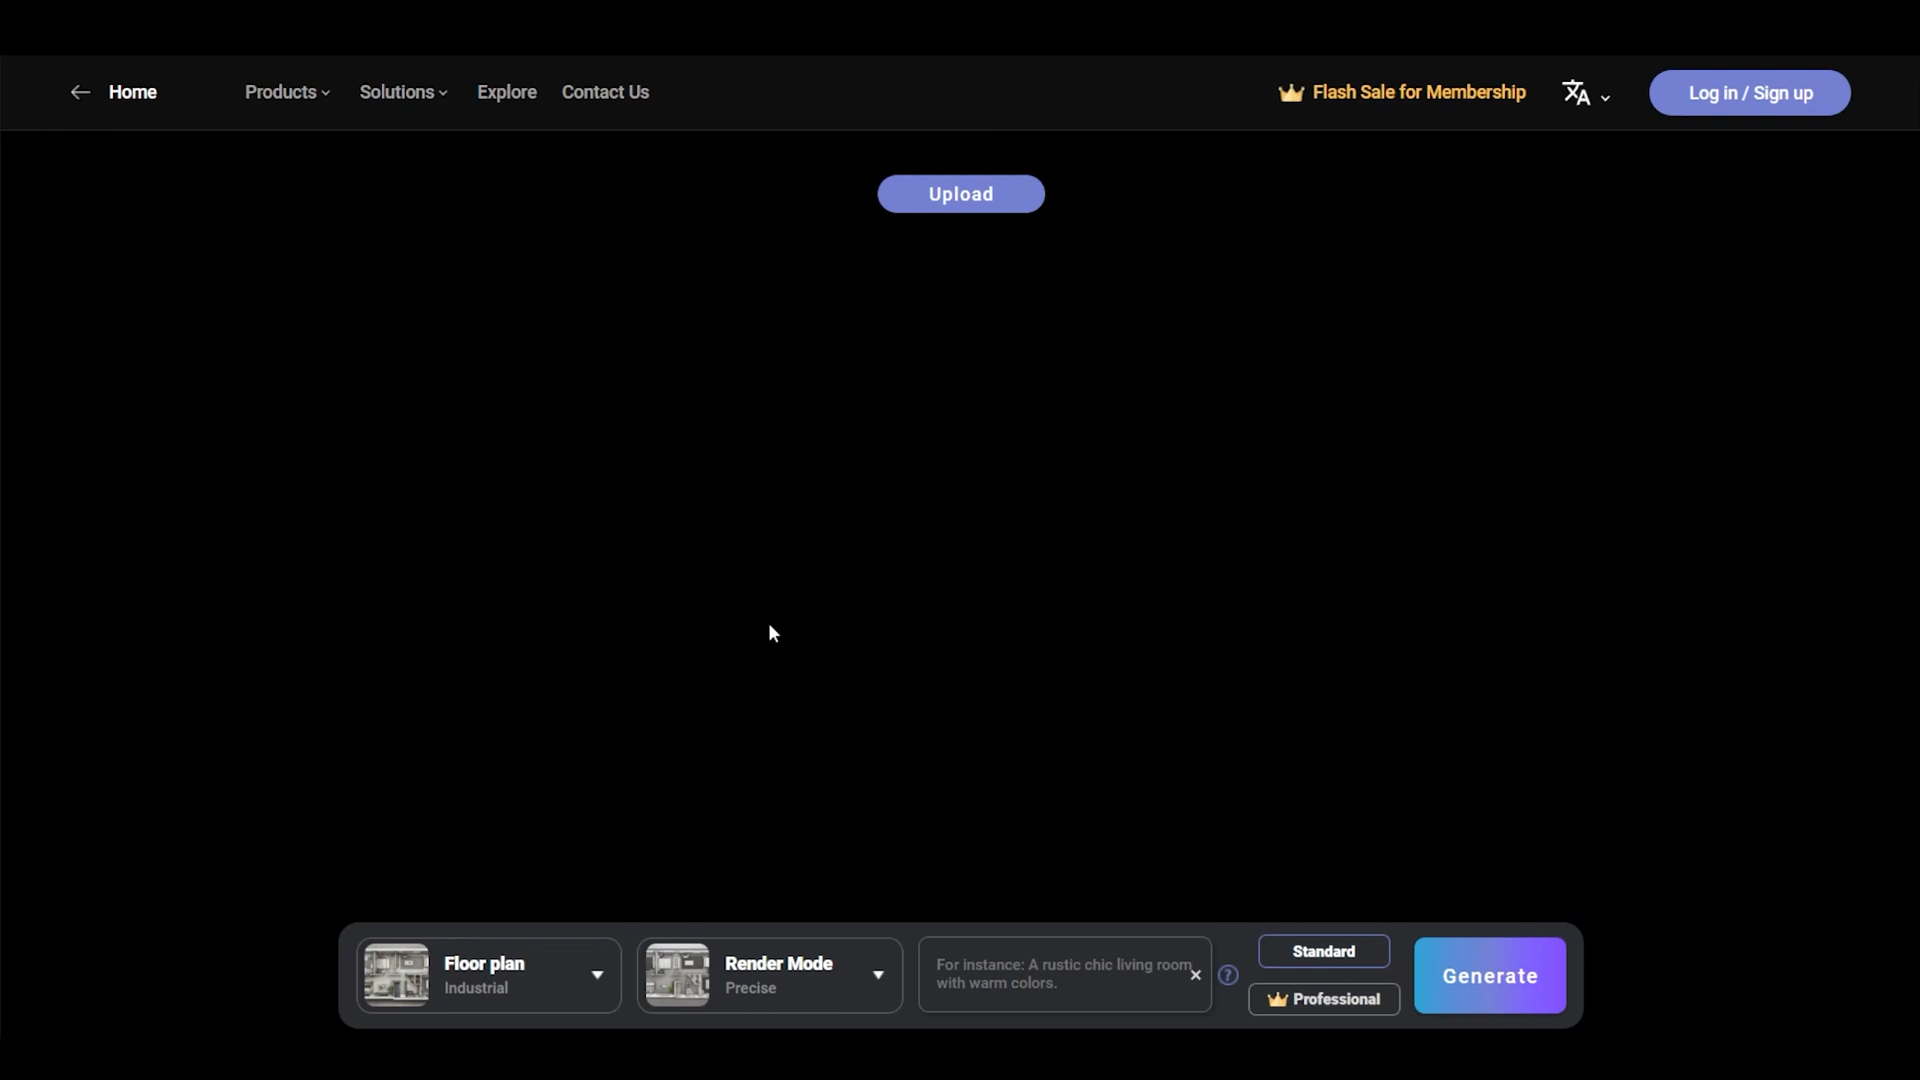 Home
Products
Solutions
Explore
Contact Us
Flash Sale for Membership
Log in / Sign up
Upload
Floor plan
Industrial
Render Mode
Precise
For instance: A rustic chic living room
with warm colors.
?
Standard
Professional
Generate